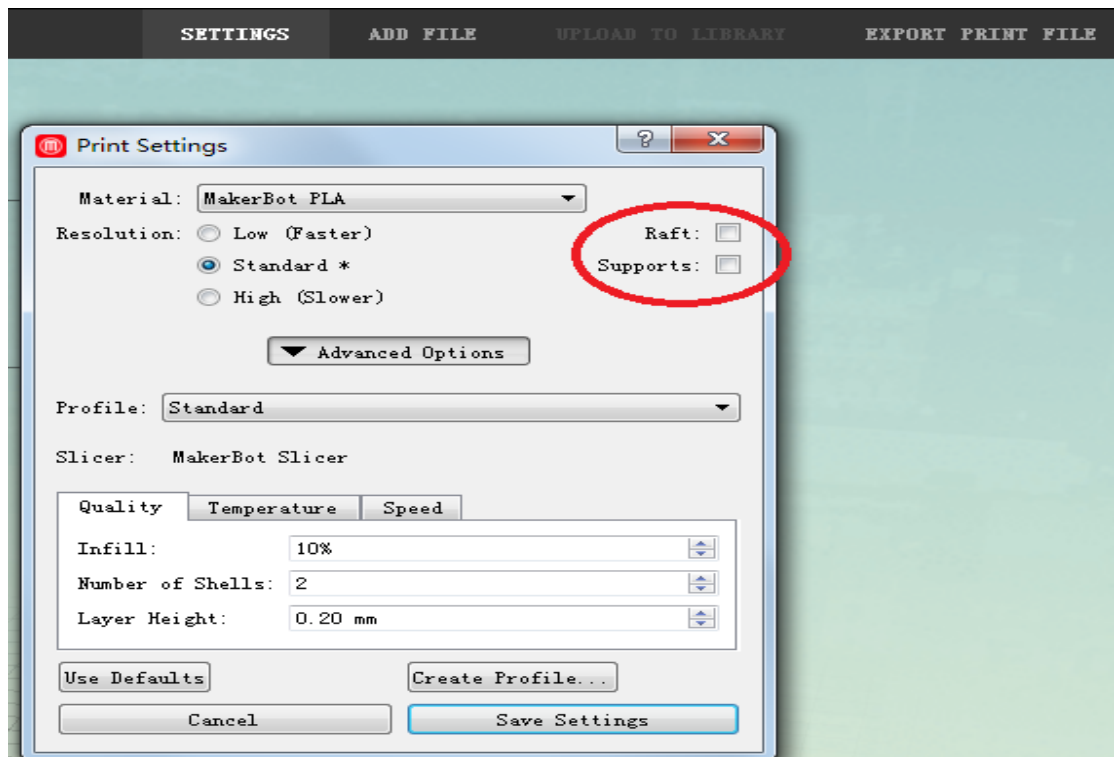 SETTINGS ADD FILE UPLOAD TO LIBRARY EXPORT PRINT FILE
Print Settings
Material: MakerBot PLA
Resolution: Low (Faster) Raft:
Standard * Supports:
High (Slower)
Advanced Options
Profile: Standard
Slicer: MakerBot Slicer
Quality Temperature Speed
Infill: 10%
Number of Shells: 2
Layer Height: 0.20 mm
Use Defaults Create Profile...
Cancel Save Settings